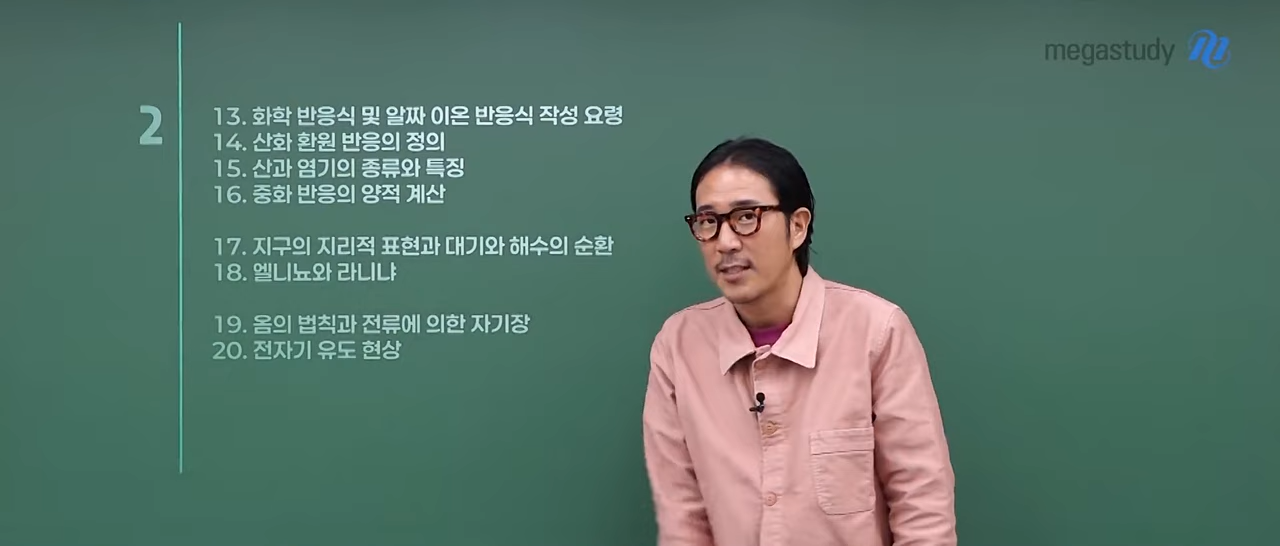 megastudy
2
13. 화학 반응식 및 알짜 이온 반응식 작성 요령
14. 산화 환원 반응의 정의
15. 산과 염기의 종류와 특징
16. 중화 반응의 양적 계산
17. 지구의 지리적 표현과 대기와 해수의 순환
18. 엘니뇨와 라니냐
19. 옴의 법칙과 전류에 의한 자기장
20. 전자기 유도 현상